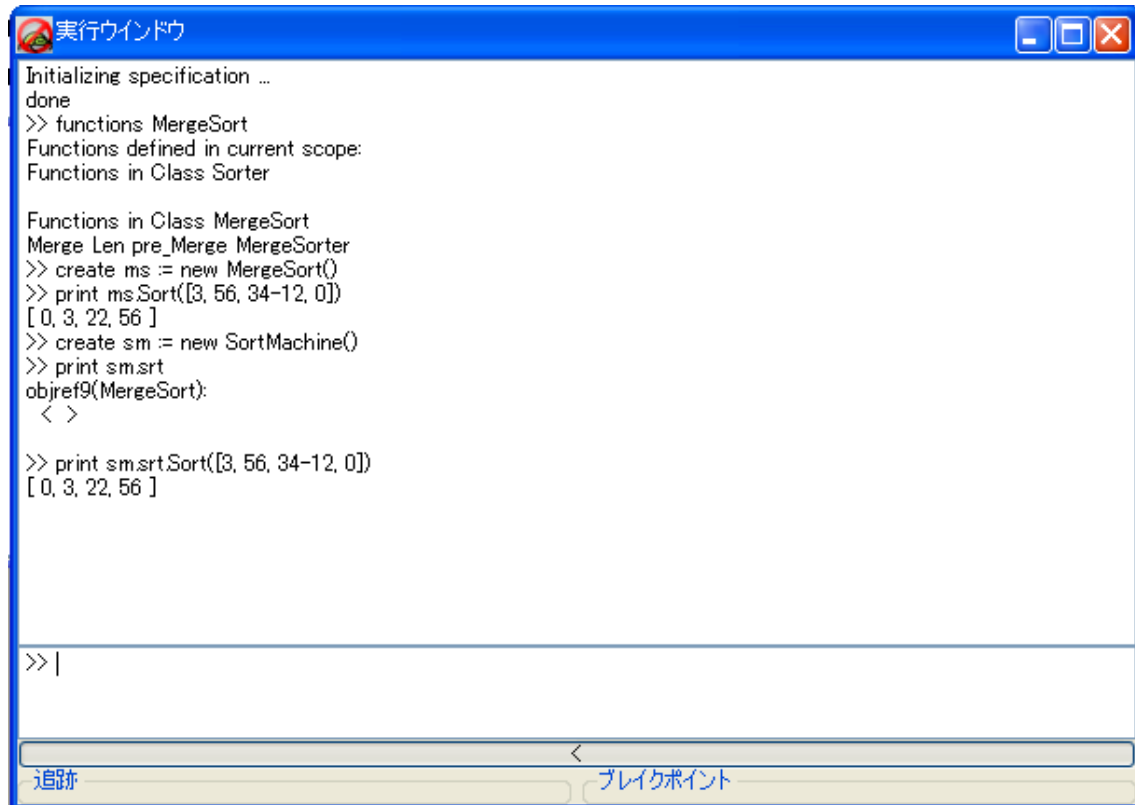 実行ウインドウ
Initializing specification ...
done
>> functions MergeSort
Functions defined in current scope:
Functions in Class Sorter
Functions in Class MergeSort
Merge Len pre_Merge MergeSorter
>> create ms := new MergeSort()
>> print ms.Sort([3, 56, 34-12, 0])
[ 0, 3, 22, 56 ]
>> create sm := new SortMachine()
>> print sm.srt
objref9(MergeSort):
< >
>> print sm.srt.Sort([3, 56, 34-12, 0])
[ 0, 3, 22, 56 ]
>>
<
追跡 ブレイクポイント